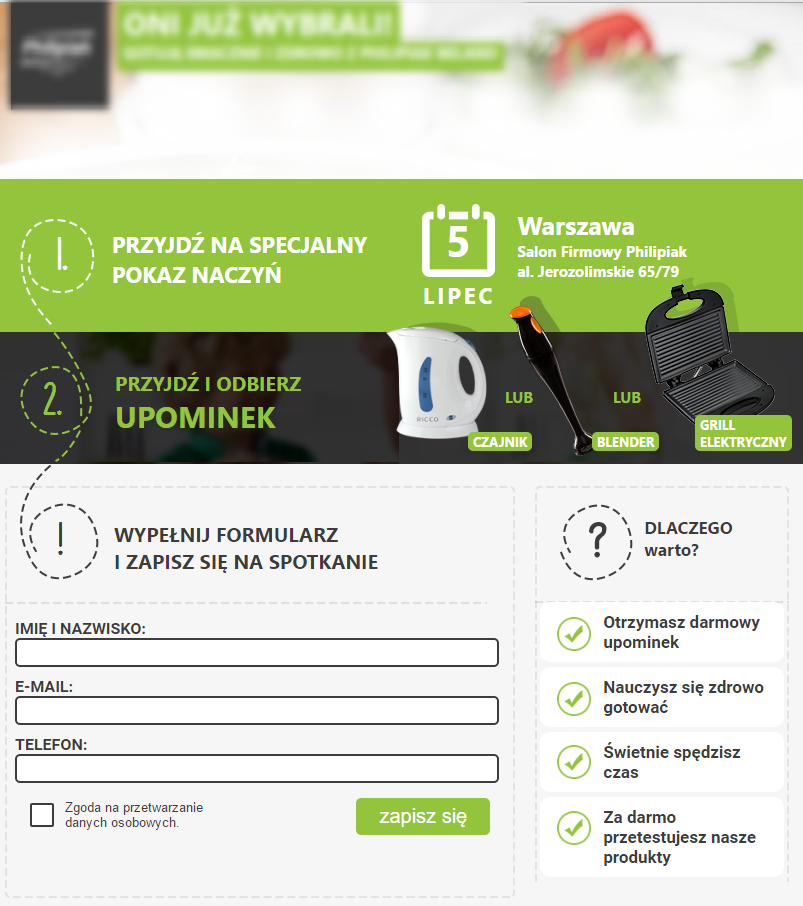 ONI JUŻ WYBRALI!
Philipiak
1.
PRZYJDŹ NA SPECJALNY
POKAZ NACZYŃ
5
LIPEC
Warszawa
Salon Firmowy Philipiak
al. Jerozolimskie 65/79
2.
PRZYJDŹ I ODBIERZ
UPOMINEK
RICCO
CZAJNIK
LUB
BLENDER
LUB
GRILL
ELEKTRYCZNY
!
WYPEŁNIJ FORMULARZ
I ZAPISZ SIĘ NA SPOTKANIE
IMIĘ I NAZWISKO:
E-MAIL:
TELEFON:
Zgoda na przetwarzanie
danych osobowych.
zapisz się
?
DLACZEGO
warto?
Otrzymasz darmowy
upominek
Nauczysz się zdrowo
gotować
Świetnie spędzisz
czas
Za darmo
przetestujesz nasze
produkty